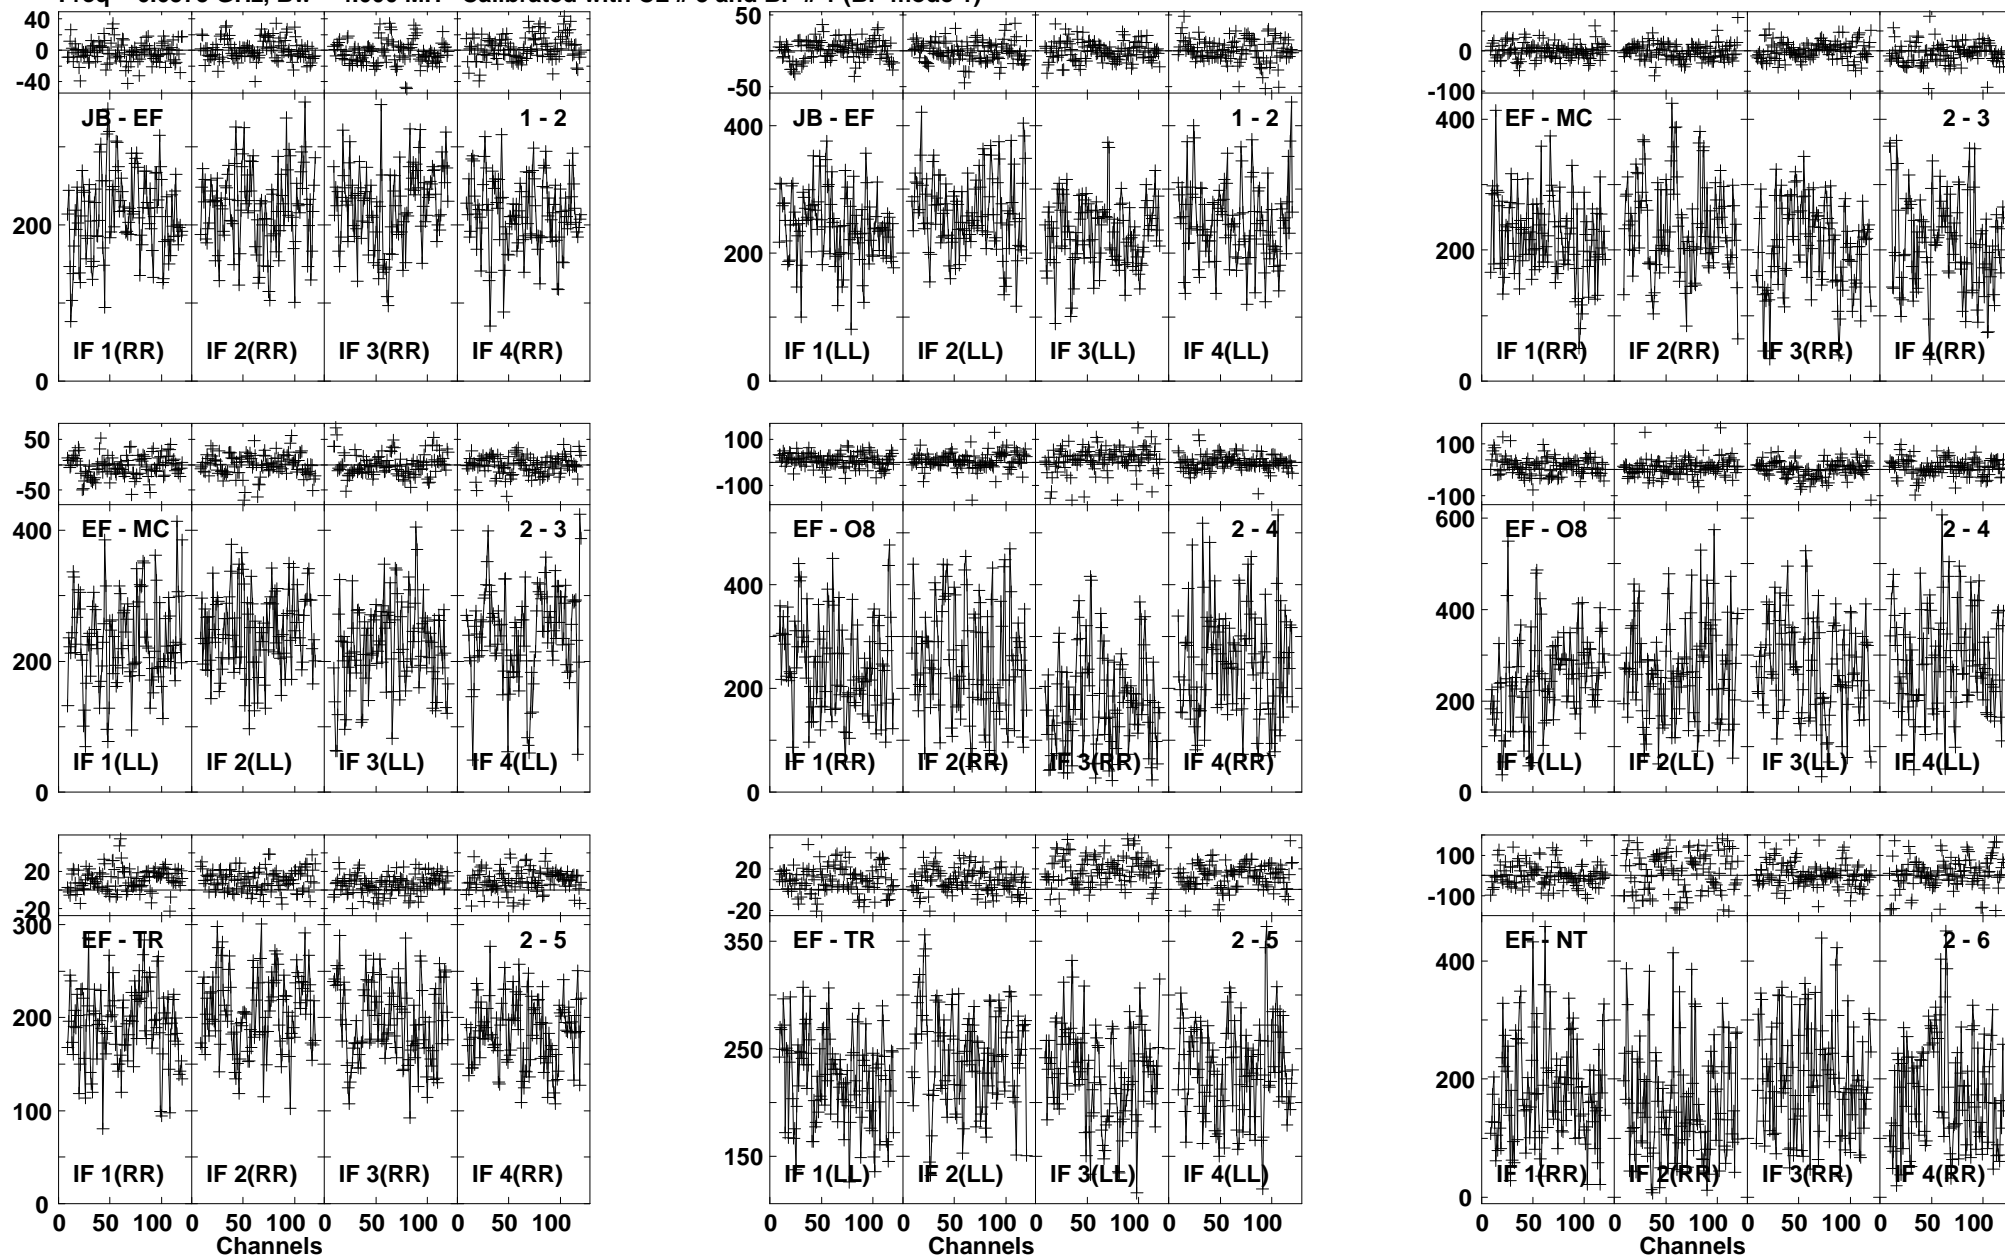 40
0
-40
JB - EF 1 - 2
200
0
IF 1(RR) IF 2(RR) IF 3(RR) IF 4(RR)
50
0
-50
JB - EF 1 - 2
400
200
0
IF 1(LL) IF 2(LL) IF 3(LL) IF 4(LL)
0
-100
EF - MC 2 - 3
400
200
0
IF 1(RR) IF 2(RR) IF 3(RR) IF 4(RR)
50
-50
EF - MC 2 - 3
400
200
0
IF 1(LL) IF 2(LL) IF 3(LL) IF 4(LL)
100
-100
EF - O8 2 - 4
400
200
0
IF 1(RR) IF 2(RR) IF 3(RR) IF 4(RR)
100
-100
EF - O8 2 - 4
600
400
200
0
IF 1(LL) IF 2(LL) IF 3(LL) IF 4(LL)
20
-20
EF - TR 2 - 5
300
200
100
0
IF 1(RR) IF 2(RR) IF 3(RR) IF 4(RR)
0 50 100 0 50 100 0 50 100 0 50 100
Channels
20
-20
EF - TR 2 - 5
350
250
150
IF 1(LL) IF 2(LL) IF 3(LL) IF 4(LL)
0 50 100 0 50 100 0 50 100 0 50 100
Channels
100
-100
EF - NT 2 - 6
400
200
0
IF 1(RR) IF 2(RR) IF 3(RR) IF 4(RR)
0 50 100 0 50 100 0 50 100 0 50 100
Channels